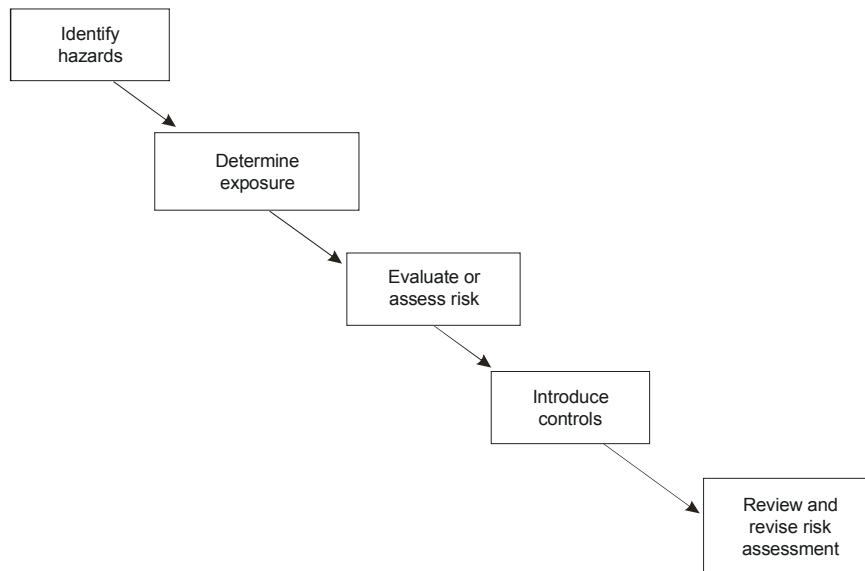 Identify
hazards
Determine
exposure
Evaluate or
assess risk
Introduce
controls
Review and
revise risk
assessment